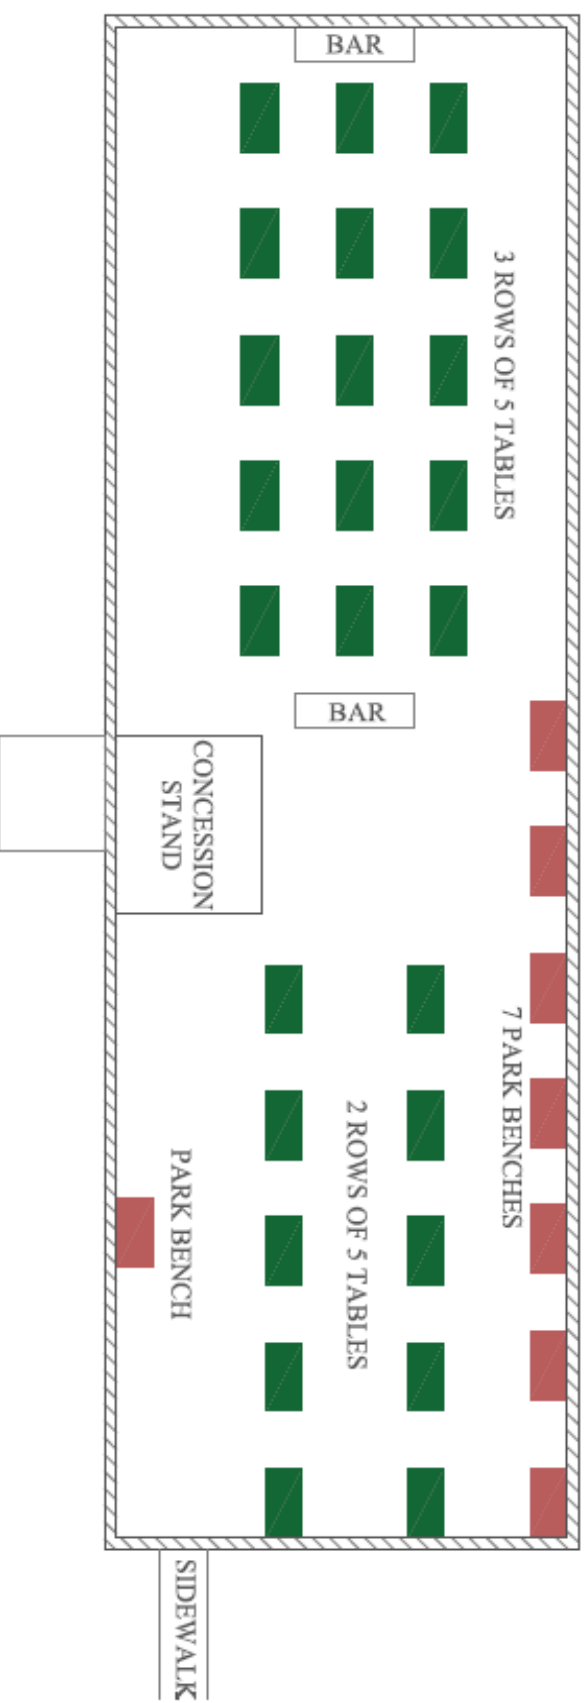 BAR
3 ROWS OF 5 TABLES
BAR
CONCESSION
STAND
7 PARK BENCHES
2 ROWS OF 5 TABLES
PARK BENCH
SIDEWALK